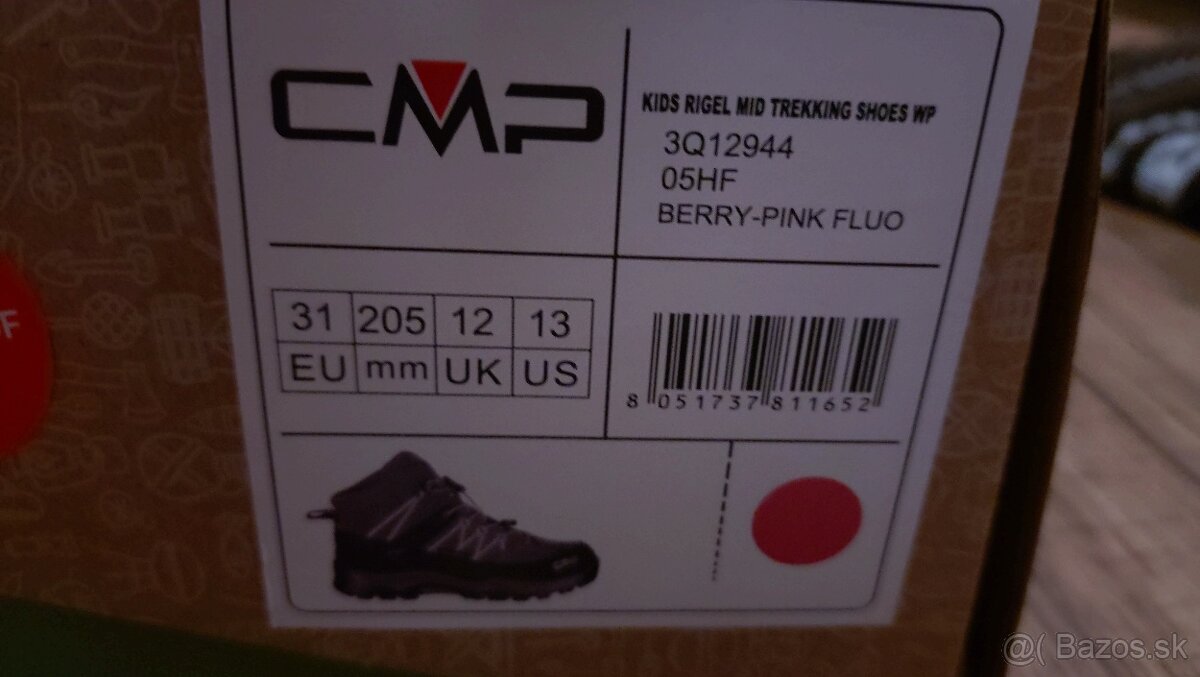 CMP
KIDS RIGEL MID TREKKING SHOES WP
3Q12944
05HF
BERRY-PINK FLUO
31 205 12 13
EU mm UK US
8 051737 811652
F
@( Bazos.sk